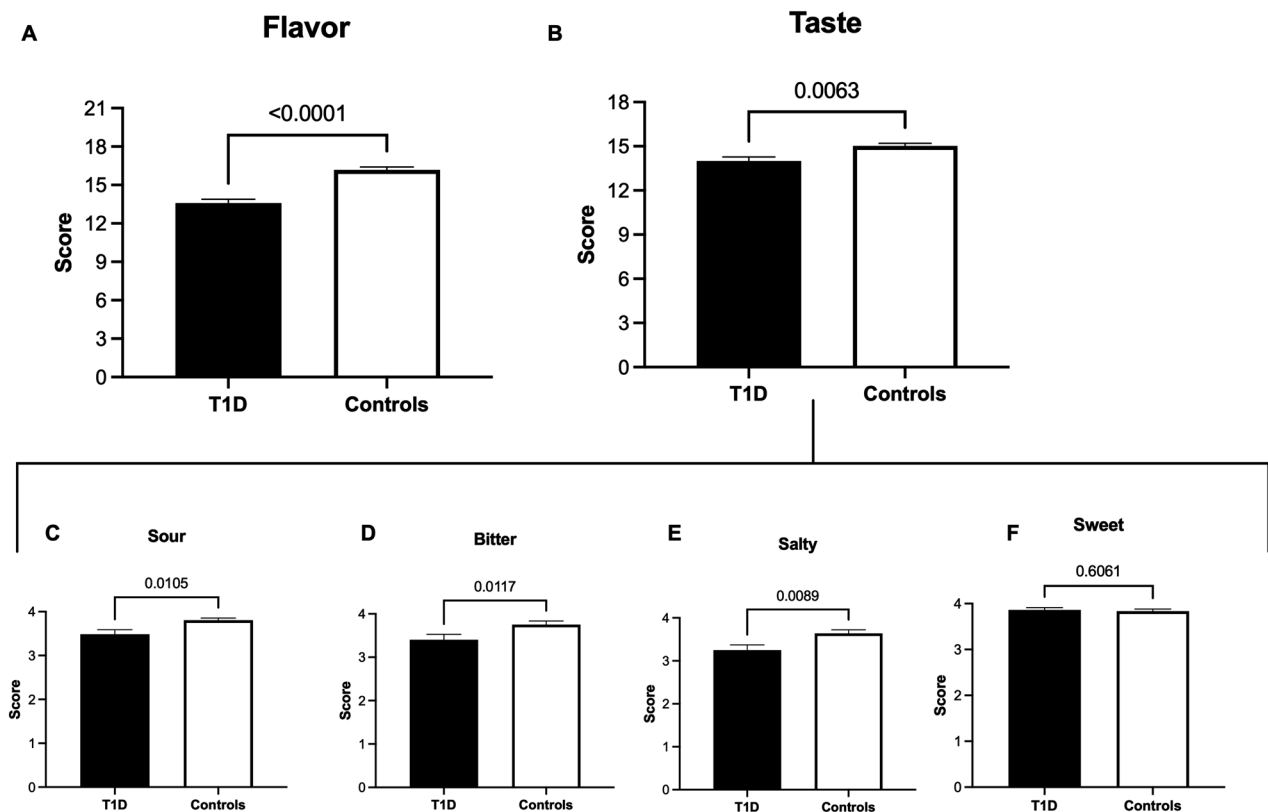 A
Flavor
<0.0001
Score
21
18
15
12
9
6
3
0
T1D
Controls
B
Taste
0.0063
Score
18
15
12
9
6
3
0
T1D
Controls
C
Sour
0.0105
Score
4
3
2
1
0
T1D
Controls
D
Bitter
0.0117
Score
4
3
2
1
0
T1D
Controls
E
Salty
0.0089
Score
4
3
2
1
0
T1D
Controls
F
Sweet
0.6061
Score
4
3
2
1
0
T1D
Controls